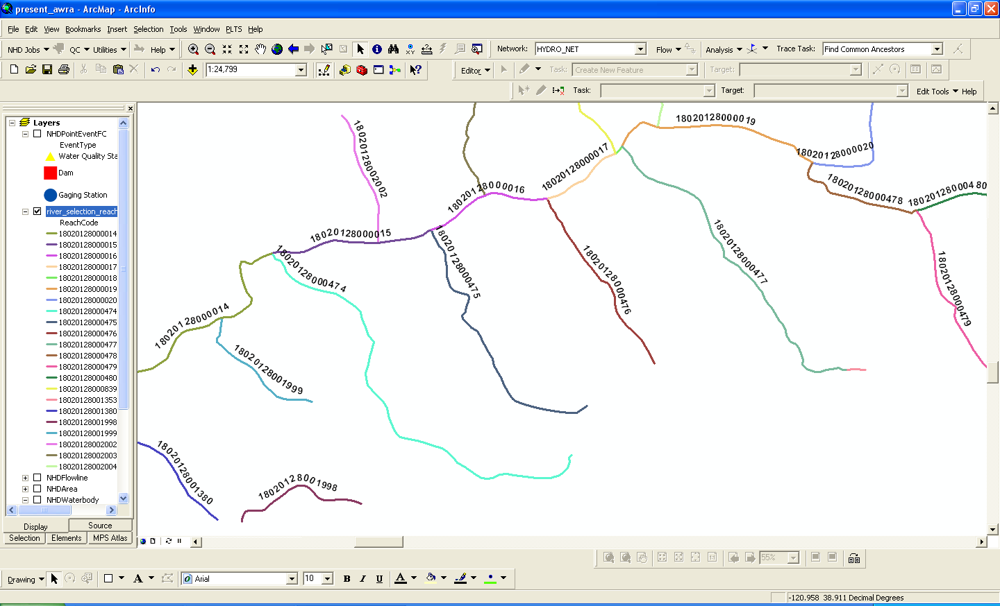 present_awra - ArcMap - ArcInfo
File Edit View Bookmarks Insert Selection Tools Window PLTS Help
NHD Jobs QC Utilities Help Network: HYDRO_NET Flow Analysis Trace Task: Find Common Ancestors
1:24,799 Editor Task: Create New Feature Target:
Task: Target: Edit Tools Help
Layers
NHDPointEventFC
EventType
Water Quality Sta
Dam
Gaging Station
river_selection_reach
ReachCode
18020128000014
18020128000015
18020128000016
18020128000017
18020128000018
18020128000019
18020128000020
18020128000474
18020128000475
18020128000476
18020128000477
18020128000478
18020128000479
18020128000480
18020128000839
18020128001353
18020128001380
18020128001998
18020128001999
18020128002002
18020128002003
18020128002004
NHDFlowline
NHDArea
NHDWaterbody
Display Source
Selection Elements MPS Atlas
18020128000019
18020128002002
18020128000020
18020128000017
18020128000016
18020128000478
18020128000480
18020128000015
18020128000474
18020128000475
18020128000476
18020128000477
18020128000479
18020128000014
18020128001999
18020128001380
18020128001998
55%
Drawing A Arial 10 B I U A
-120.958 38.911 Decimal Degrees